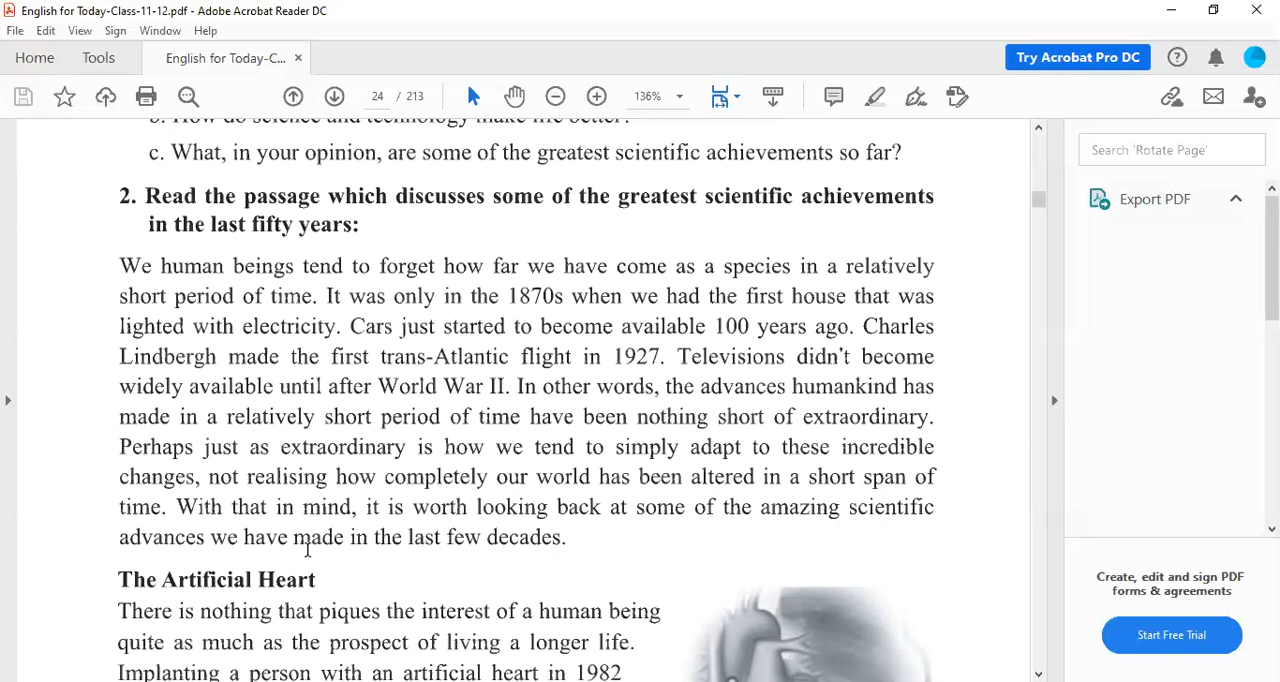 English for Today-Class-11-12.pdf - Adobe Acrobat Reader DC
File Edit View Sign Window Help
Home Tools English for Today-C... × Try Acrobat Pro DC
24 / 213 136%
b. How do science and technology make life better?
c. What, in your opinion, are some of the greatest scientific achievements so far?
2. Read the passage which discusses some of the greatest scientific achievements
in the last fifty years:
We human beings tend to forget how far we have come as a species in a relatively
short period of time. It was only in the 1870s when we had the first house that was
lighted with electricity. Cars just started to become available 100 years ago. Charles
Lindbergh made the first trans-Atlantic flight in 1927. Televisions didn't become
widely available until after World War II. In other words, the advances humankind has
made in a relatively short period of time have been nothing short of extraordinary.
Perhaps just as extraordinary is how we tend to simply adapt to these incredible
changes, not realising how completely our world has been altered in a short span of
time. With that in mind, it is worth looking back at some of the amazing scientific
advances we have made in the last few decades.
The Artificial Heart
There is nothing that piques the interest of a human being
quite as much as the prospect of living a longer life.
Implanting a person with an artificial heart in 1982
Search 'Rotate Page'
Export PDF
Create, edit and sign PDF
forms & agreements
Start Free Trial